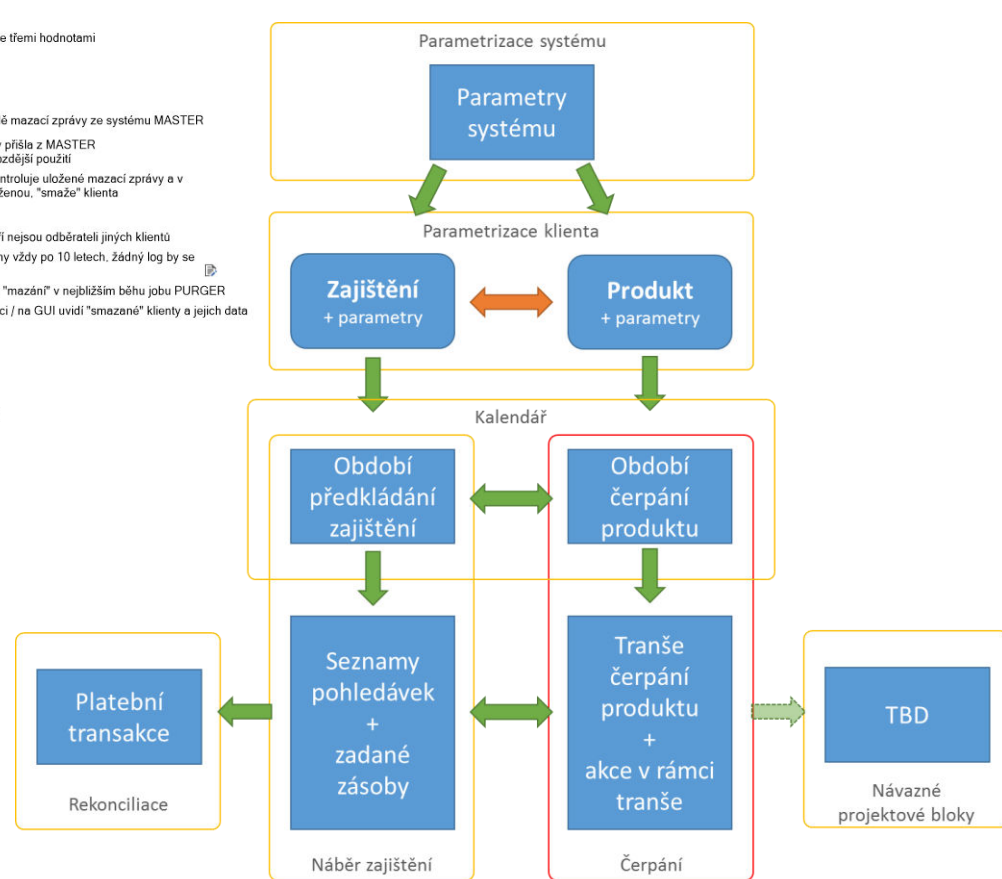 e třemi hodnotami
ě mazací zprávy ze systému MASTER
přišla z MASTER
ozdější použití
ntroluje uložené mazací zprávy a v
ženou, "smaže" klienta
í nejsou odběrateli jiných klientů
ny vždy po 10 letech, žádný log by se
"mazání" v nejbližším běhu jobu PURGER
ci / na GUI uvidí "smazané" klienty a jejich data
Parametrizace systému
Parametry
systému
Parametrizace klienta
Zajištění
+ parametry
Produkt
+ parametry
Kalendář
Období
předkládání
zajištění
Období
čerpání
produktu
Platební
transakce
Rekonciliace
Seznamy
pohledávek
+
zadané
zásoby
Náběr zajištění
Tranše
čerpání
produktu
+
akce v rámci
tranše
Čerpání
TBD
Návazné
projektové bloky